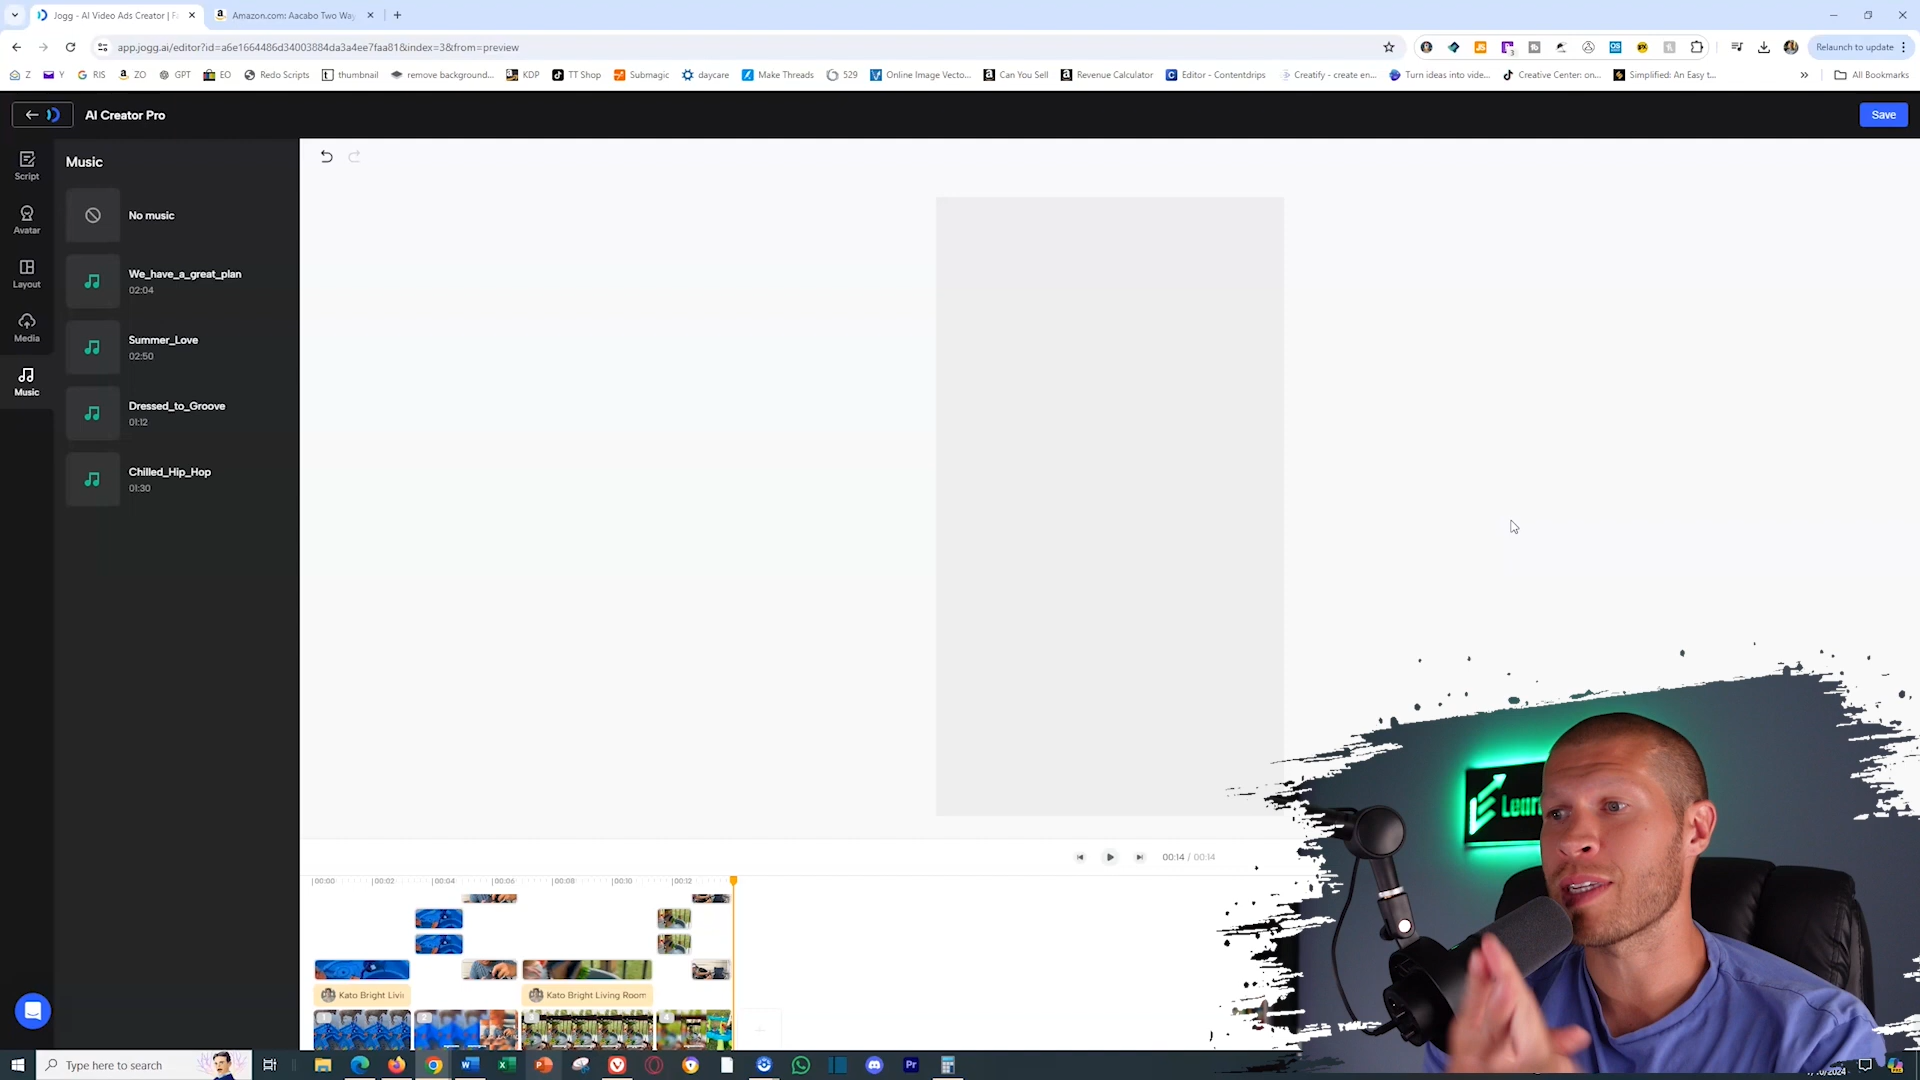 Jogg - AI Video Ads Creator | F
Amazon.com: Aacabo Two Way
app.jogg.ai/editor?id=a6e1664486d34003884da3a4ee7faa81&index=3&from=preview
Relaunch to update
Z
Y
RIS
ZO
GPT
EO
Redo Scripts
thumbnail
remove background...
KDP
TT Shop
Submagic
daycare
Make Threads
529
Online Image Vecto...
Can You Sell
Revenue Calculator
Editor - Contentdrips
Creatify - create en...
Turn ideas into vide...
Creative Center: on...
Simplified: An Easy t...
All Bookmarks
AI Creator Pro
Save
Script
Avatar
Layout
Media
Music
Music
No music
We_have_a_great_plan
02:04
Summer_Love
02:50
Dressed_to_Groove
01:12
Chilled_Hip_Hop
01:30
00:14 / 00:14
00:00
00:02
00:04
00:06
00:08
00:10
00:12
Kato Bright Livi
Kato Bright Living Room
1
2
3
4
Lear
Type here to search
Pr